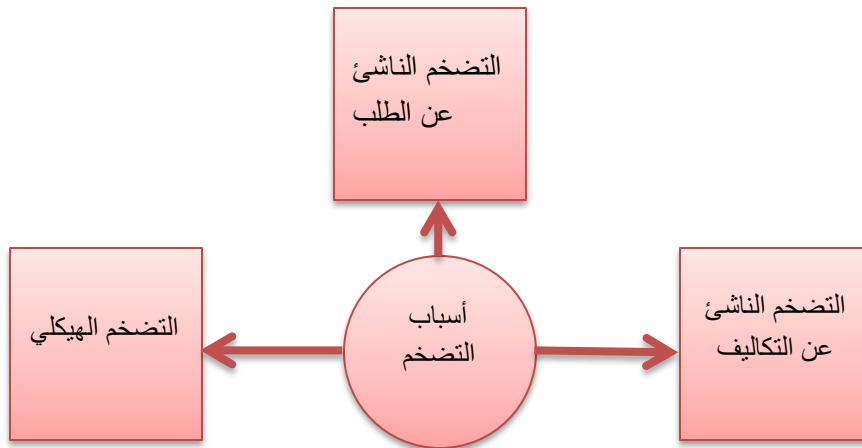 التضخم الناشئ
عن الطلب
التضخم الناشئ
عن التكاليف
أسباب
التضخم
التضخم الهيكلي